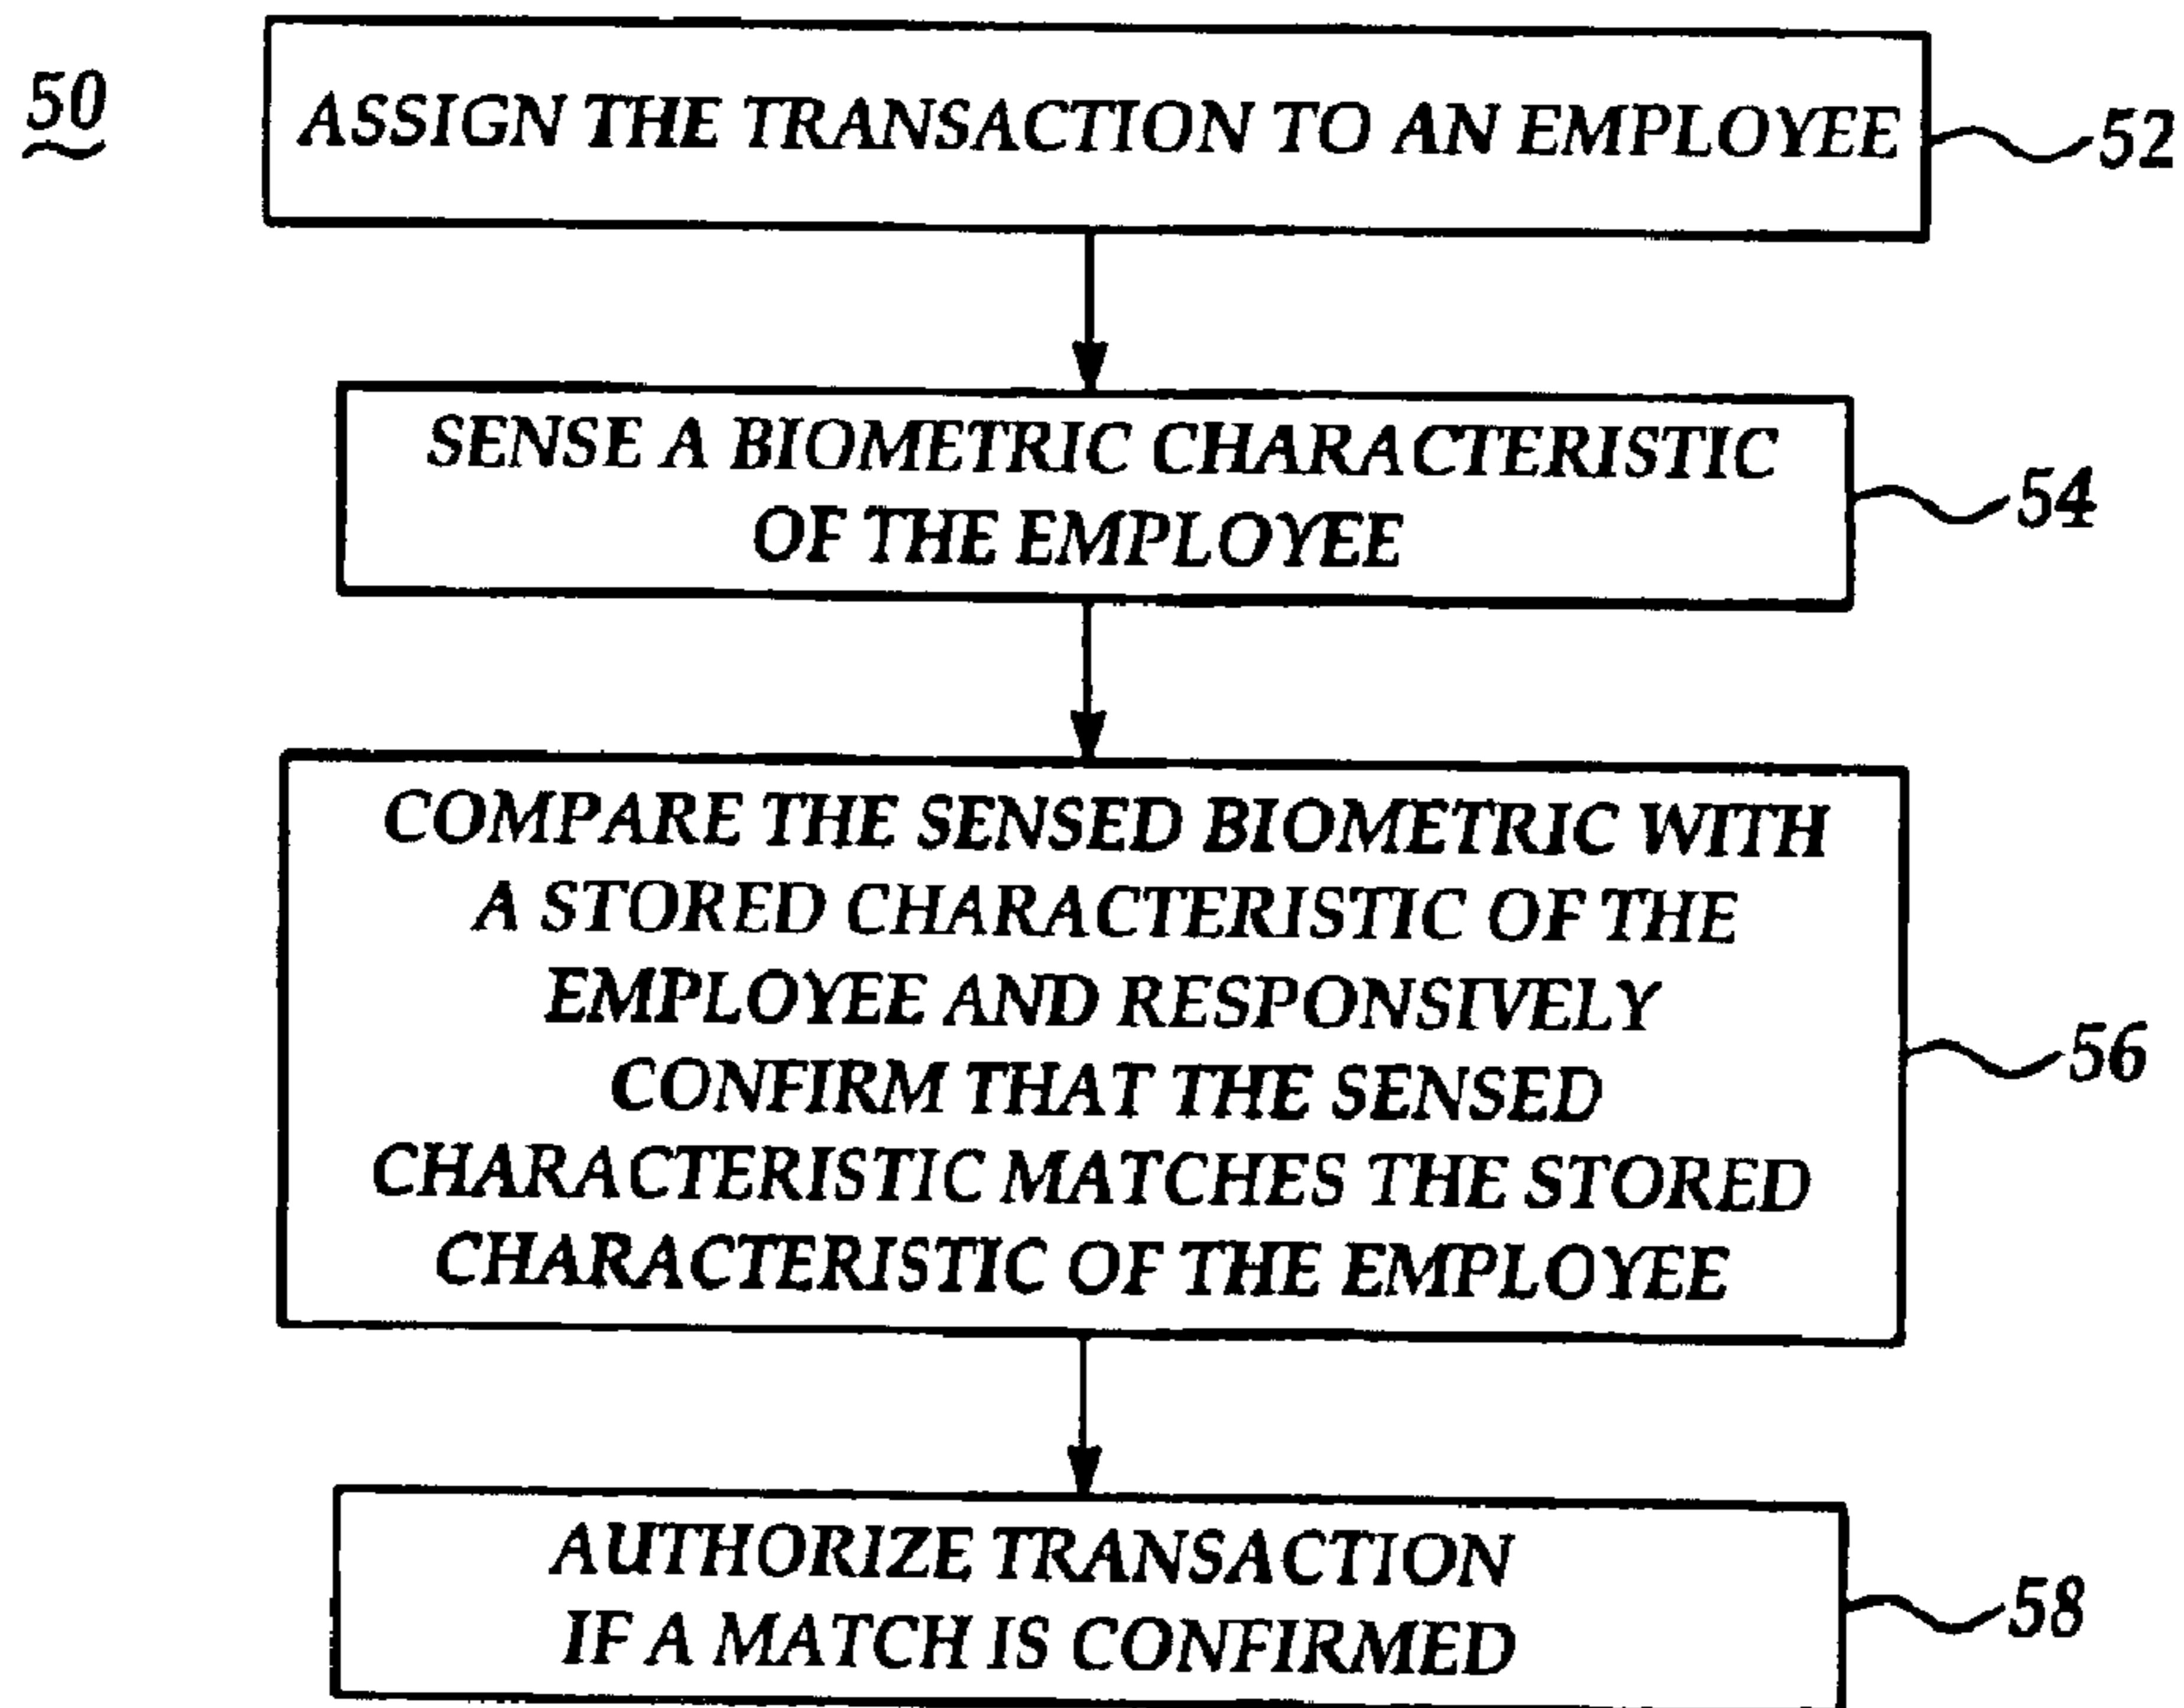 50
ASSIGN THE TRANSACTION TO AN EMPLOYEE
52
SENSE A BIOMETRIC CHARACTERISTIC
OF THE EMPLOYEE
54
COMPARE THE SENSED BIOMETRIC WITH
A STORED CHARACTERISTIC OF THE
EMPLOYEE AND RESPONSIVELY
CONFIRM THAT THE SENSED
CHARACTERISTIC MATCHES THE STORED
CHARACTERISTIC OF THE EMPLOYEE
56
AUTHORIZE TRANSACTION
IF A MATCH IS CONFIRMED
58